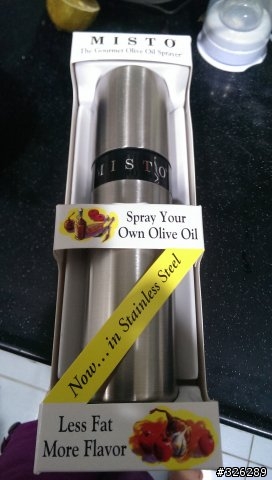 MISTO
The Gourmet Olive Oil Sprayer
MISTO
Spray Your
Own Olive Oil
Now... in Stainless Steel
Less Fat
More Flavor
#326289